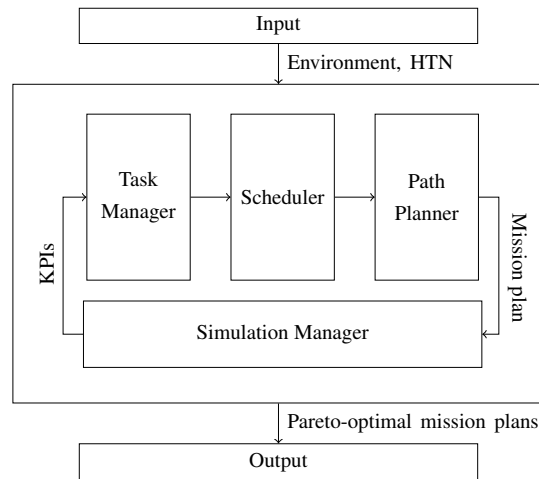 Input
Environment, HTN
Task
Manager
Scheduler
Path
Planner
KPIs
Mission plan
Simulation Manager
Pareto-optimal mission plans
Output